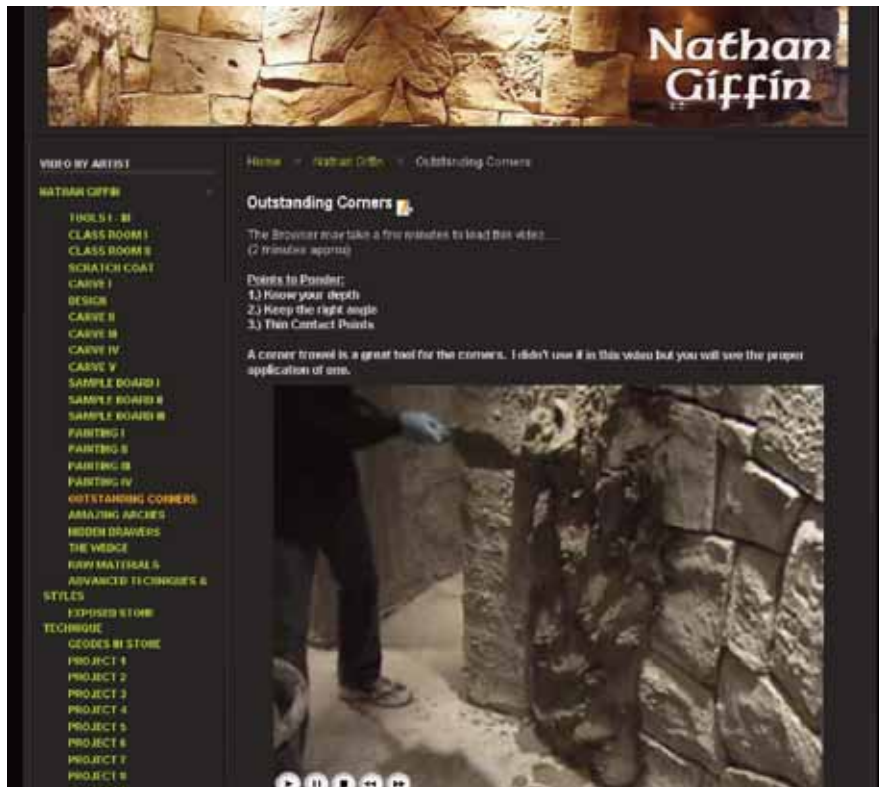 Nathan
Giffin
VIDEO BY ARTIST
NATHAN GIFFIN
TOOLS I - III
CLASS ROOM I
CLASS ROOM II
SCRATCH COAT
CARVE I
DESIGN
CARVE II
CARVE III
CARVE IV
CARVE V
SAMPLE BOARD I
SAMPLE BOARD II
SAMPLE BOARD III
PAINTING I
PAINTING II
PAINTING III
PAINTING IV
OUTSTANDING CORNERS
AMAZING ARCHES
HIDDEN DRAWERS
THE WEDGE
RAW MATERIALS
ADVANCED TECHNIQUES &
STYLES
EXPOSED STONE
TECHNIQUE
GEODES IN STONE
PROJECT 1
PROJECT 2
PROJECT 3
PROJECT 4
PROJECT 5
PROJECT 6
PROJECT 7
PROJECT 8
Home Nathan Giffin Outstanding Corners
Outstanding Corners
The Browser may take a few minutes to load this video...
(2 minutes approx)
Points to Ponder:
1.) Know your depth
2.) Keep the right angle
3.) Thin Contact Points
A corner trowel is a great tool for the corners. I didn't use it in this video but you will see the proper
application of one.